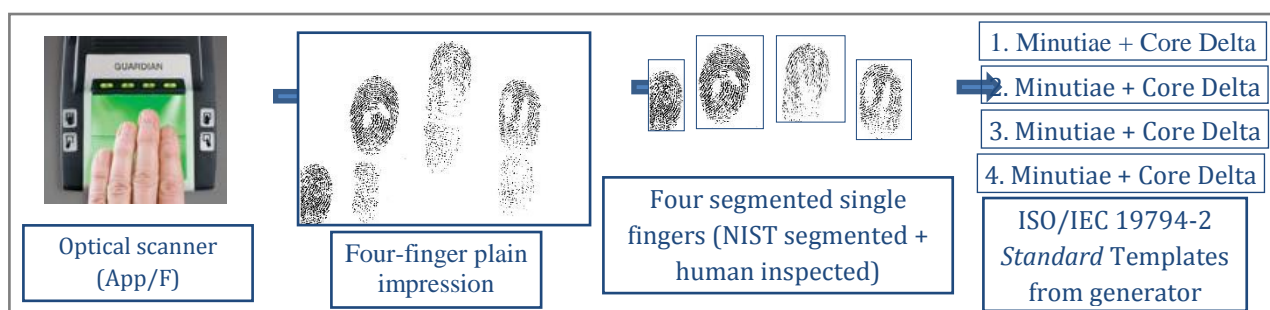 GUARDIAN
Optical scanner
(App/F)
Four-finger plain
impression
Four segmented single
fingers (NIST segmented +
human inspected)
1. Minutiae + Core Delta
2. Minutiae + Core Delta
3. Minutiae + Core Delta
4. Minutiae + Core Delta
ISO/IEC 19794-2
Standard Templates
from generator